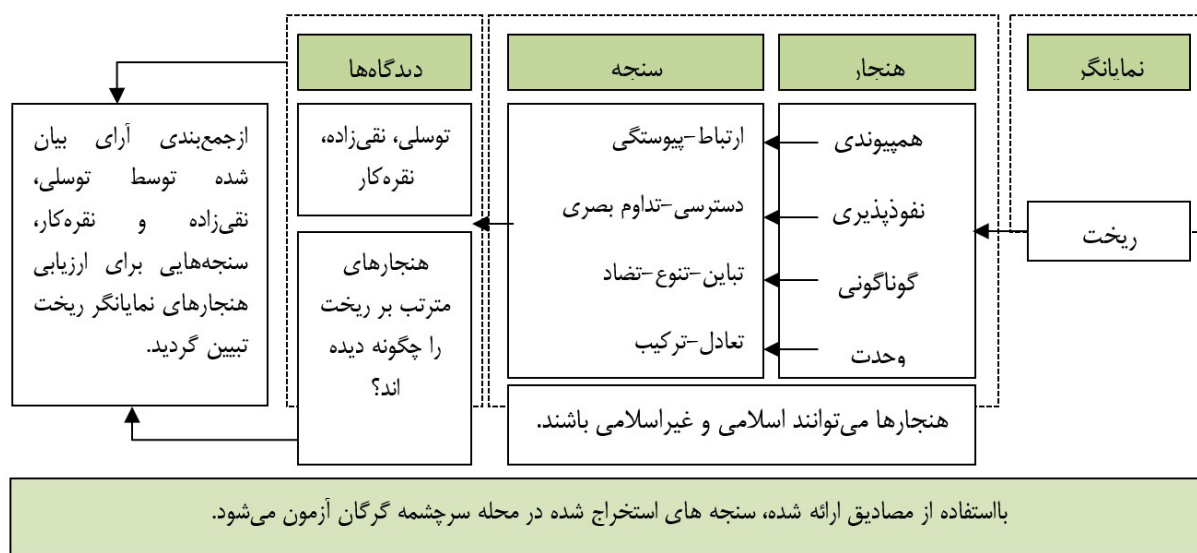 نمایانگر
ریخت
هنجار
همپیوندی
نفوذپذیری
گوناگونی
وحدت
سنجه
ارتباط-پیوستگی
دسترسی-تداوم بصری
تباین-تنوع-تضاد
تعادل-ترکیب
هنجارها می‌توانند اسلامی و غیراسلامی باشند.
دیدگاه‌ها
توسلی، نقی‌زاده،
نقره‌کار
هنجارهای
مترتب بر ریخت
را چگونه دیده
اند؟
ازجمع‌بندی آرای بیان
شده توسط توسلی،
نقی‌زاده و نقره‌کار،
سنجه‌هایی برای ارزیابی
هنجارهای نمایانگر ریخت
تبیین گردید.
بااستفاده از مصادیق ارائه شده، سنجه های استخراج شده در محله سرچشمه گرگان آزمون می‌شود.